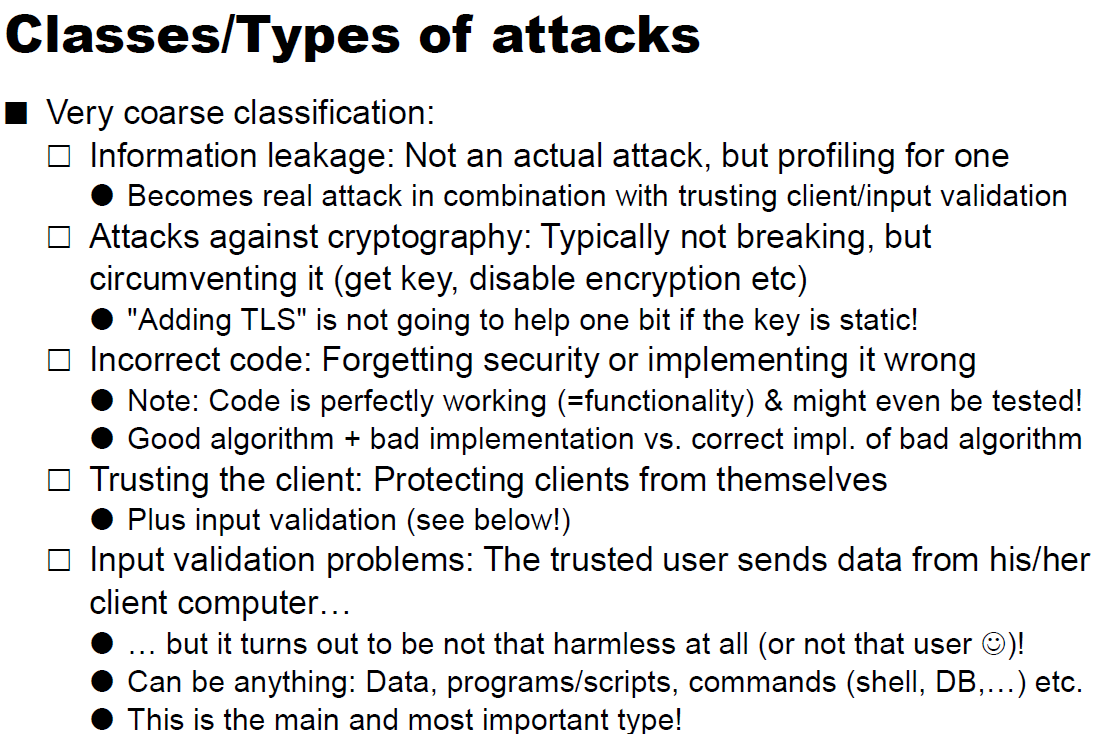 Classes/Types of attacks
■ Very coarse classification:
□ Information leakage: Not an actual attack, but profiling for one
● Becomes real attack in combination with trusting client/input validation
□ Attacks against cryptography: Typically not breaking, but
circumventing it (get key, disable encryption etc)
● "Adding TLS" is not going to help one bit if the key is static!
□ Incorrect code: Forgetting security or implementing it wrong
● Note: Code is perfectly working (=functionality) & might even be tested!
● Good algorithm + bad implementation vs. correct impl. of bad algorithm
□ Trusting the client: Protecting clients from themselves
● Plus input validation (see below!)
□ Input validation problems: The trusted user sends data from his/her
client computer…
● … but it turns out to be not that harmless at all (or not that user ☺)!
● Can be anything: Data, programs/scripts, commands (shell, DB,…) etc.
● This is the main and most important type!